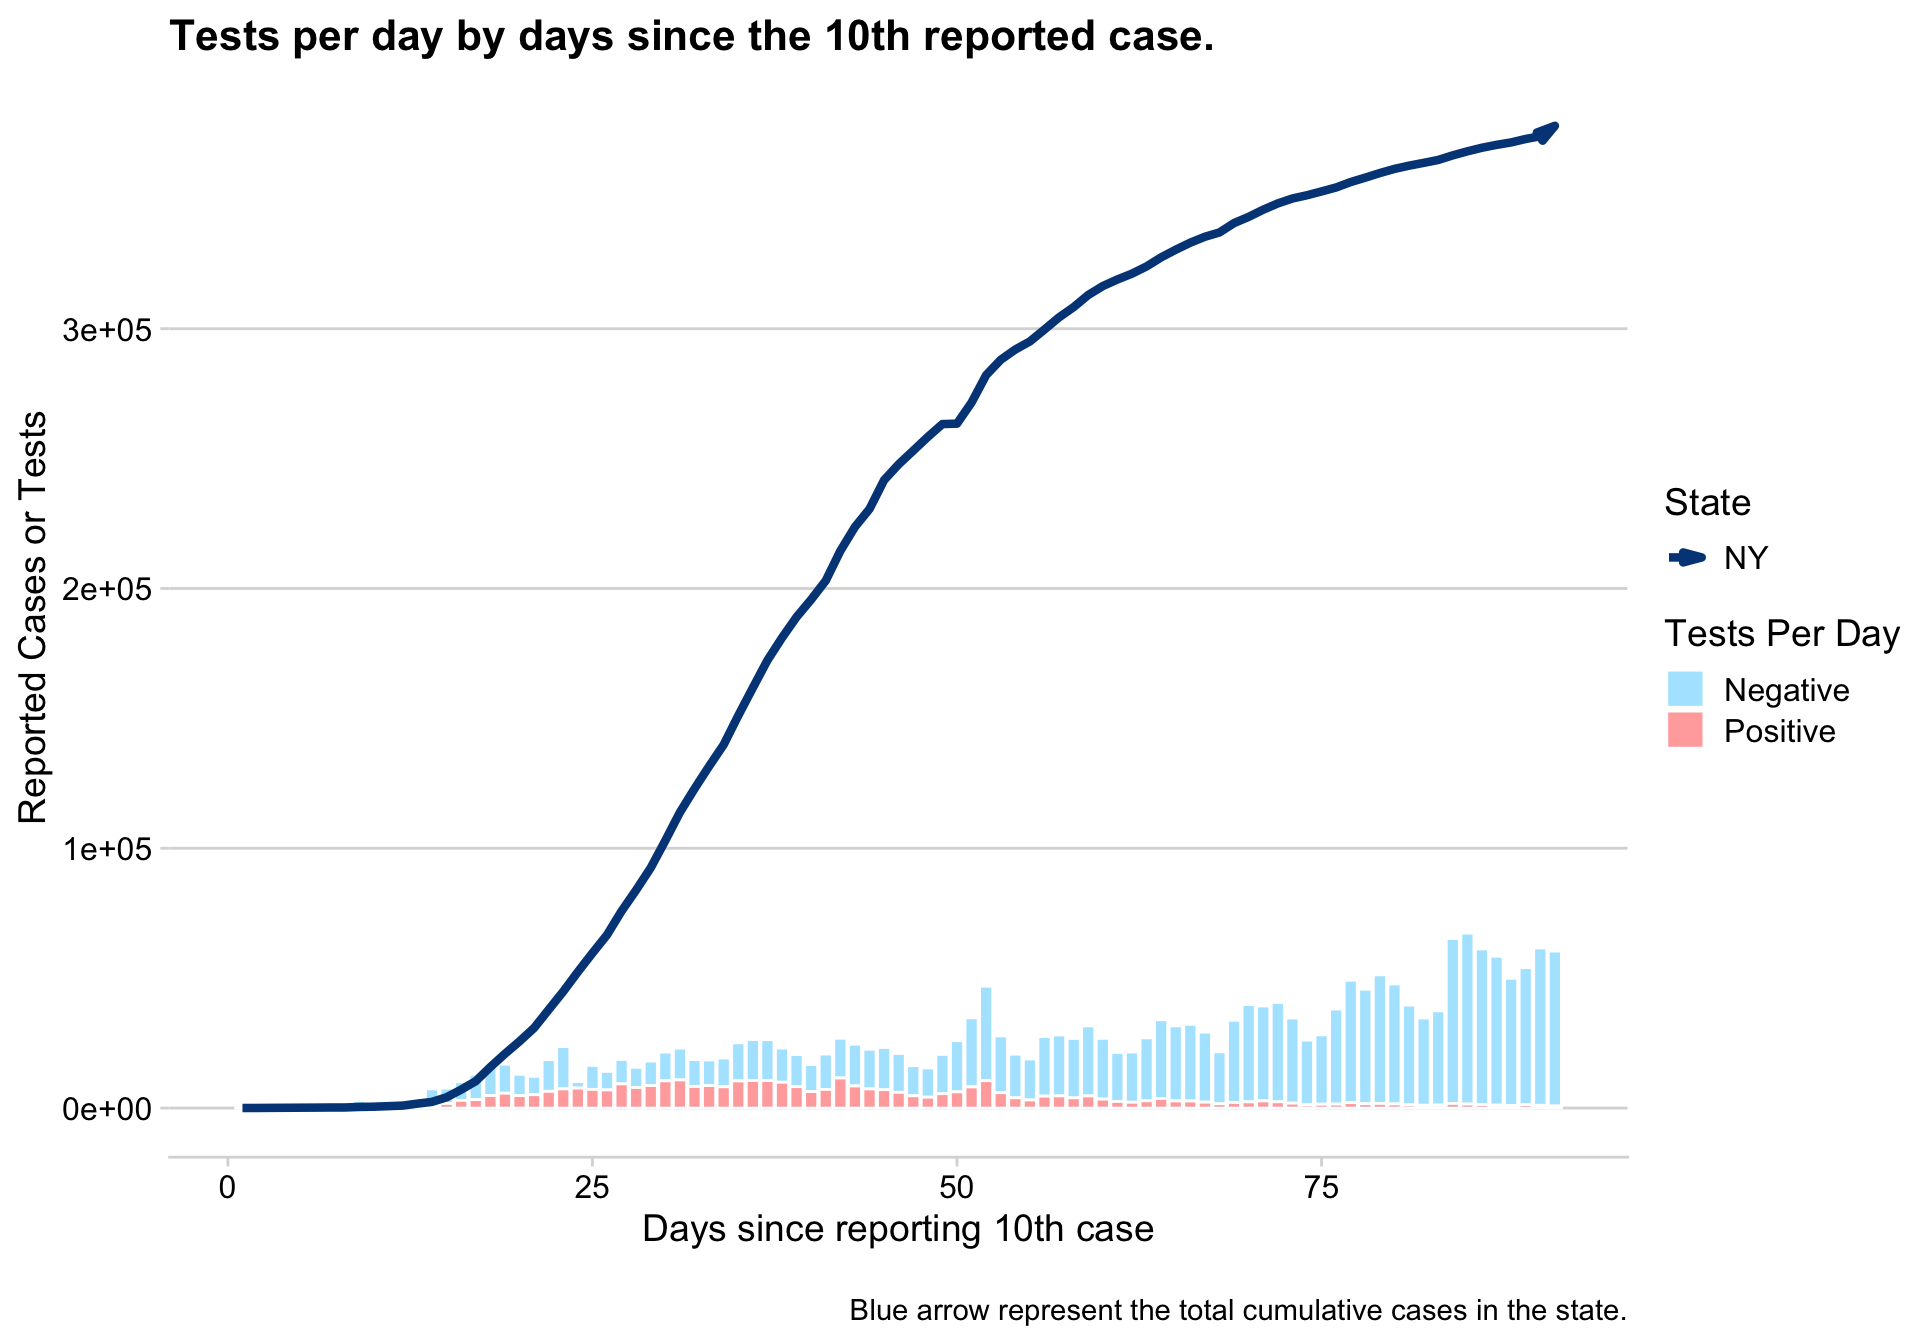 Tests per day by days since the 10th reported case.
Reported Cases or Tests
3e+05
2e+05
1e+05
0e+00
0
25
50
75
Days since reporting 10th case
State
NY
Tests Per Day
Negative
Positive
Blue arrow represent the total cumulative cases in the state.